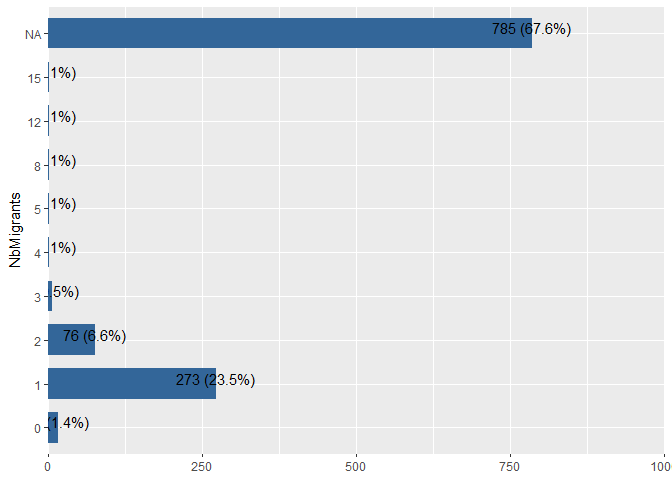 NbMigrants
NA 785 (67.6%)
15 1%)
12 1%)
8 1%)
5 1%)
4 1%)
3 5%)
2 76 (6.6%)
1 273 (23.5%)
0 (1.4%)
0 250 500 750 100